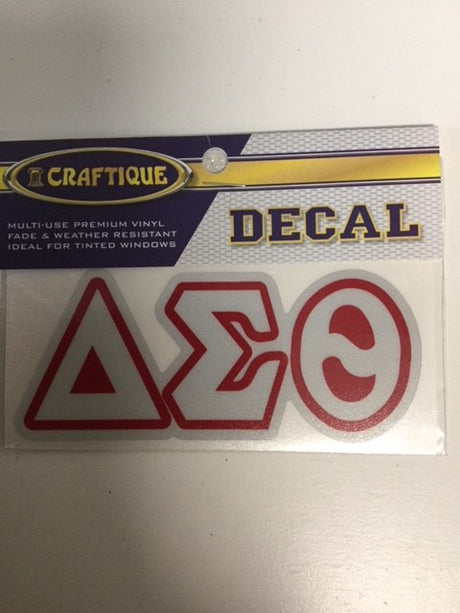 CRAFTIQUE
MULTI-USE PREMIUM VINYL
FADE & WEATHER RESISTANT
IDEAL FOR TINTED WINDOWS
DECAL
ΔΣΘ